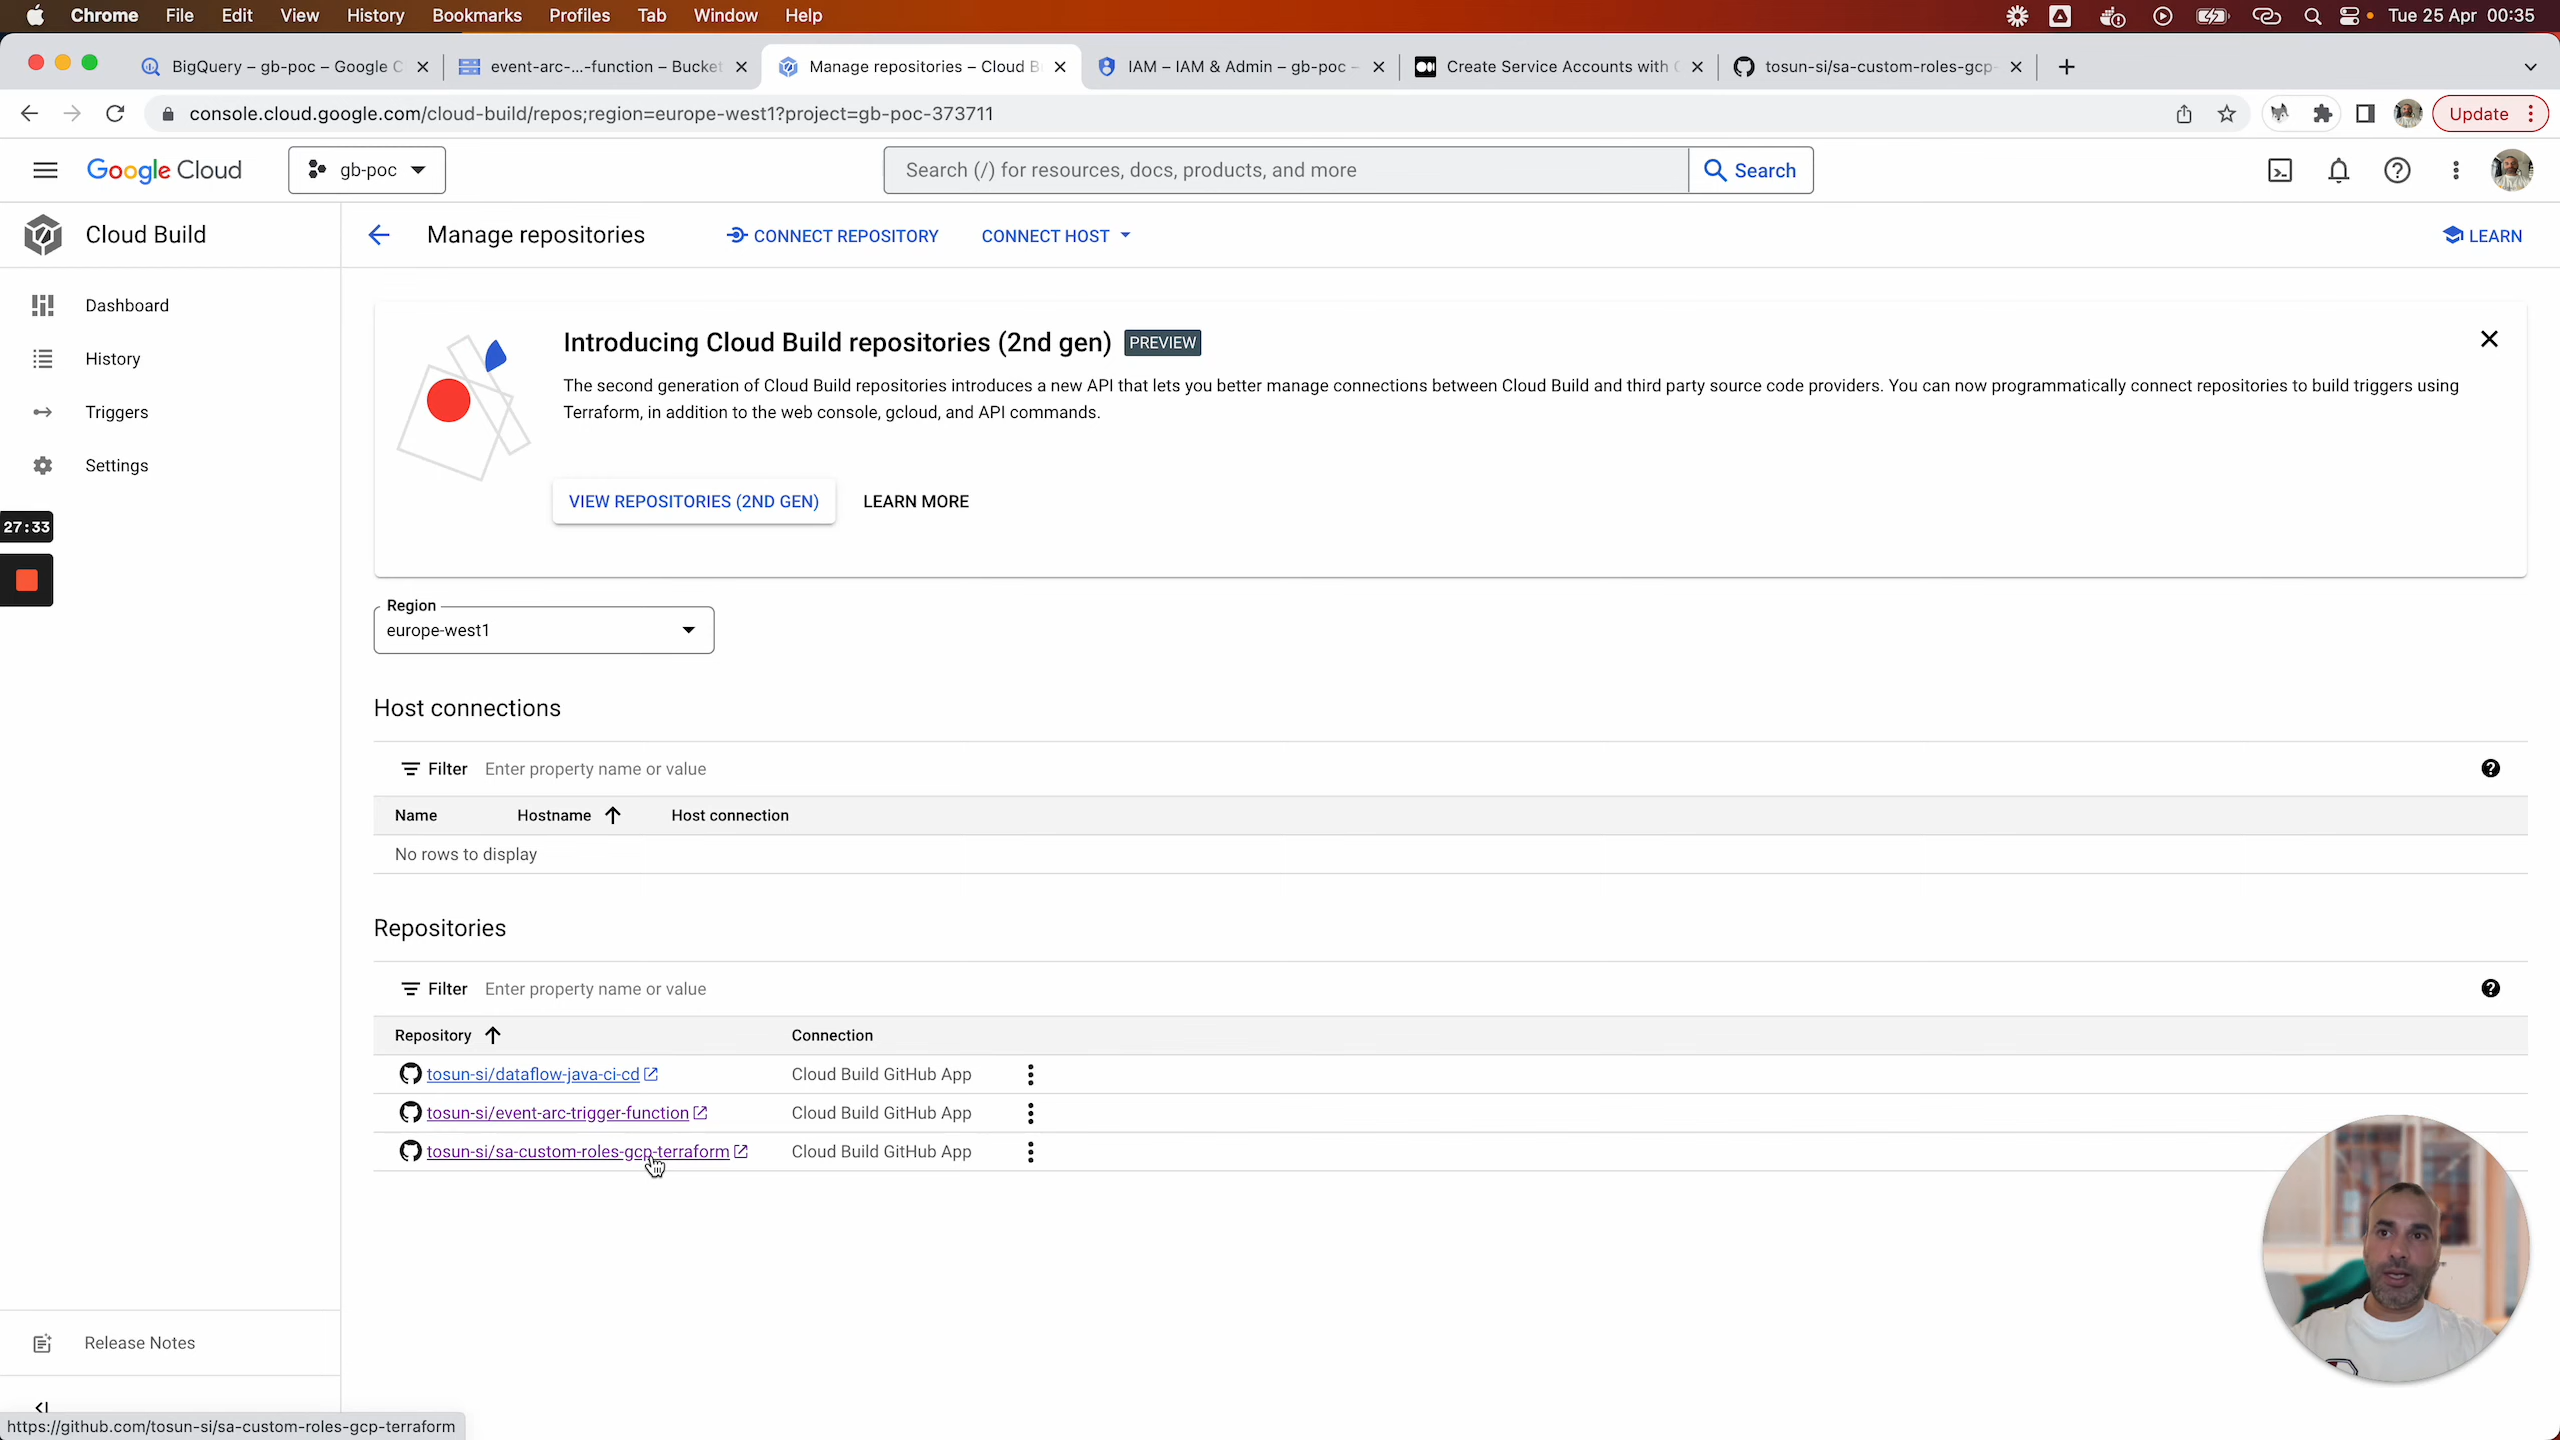 Chrome File Edit View History Bookmarks Profiles Tab Window Help Tue 25 Apr 00:35
BigQuery – gb-poc – Google C event-arc-...-function – Bucket Manage repositories – Cloud B IAM – IAM & Admin – gb-poc – Create Service Accounts with tosun-si/sa-custom-roles-gcp-
console.cloud.google.com/cloud-build/repos;region=europe-west1?project=gb-poc-373711 Update
Google Cloud gb-poc Search (/) for resources, docs, products, and more Search
Cloud Build Manage repositories CONNECT REPOSITORY CONNECT HOST LEARN
Dashboard
History
Triggers
Settings
27:33
Introducing Cloud Build repositories (2nd gen) PREVIEW
The second generation of Cloud Build repositories introduces a new API that lets you better manage connections between Cloud Build and third party source code providers. You can now programmatically connect repositories to build triggers using
Terraform, in addition to the web console, gcloud, and API commands.
VIEW REPOSITORIES (2ND GEN) LEARN MORE
Region
europe-west1
Host connections
Filter Enter property name or value
Name Hostname Host connection
No rows to display
Repositories
Filter Enter property name or value
Repository Connection
tosun-si/dataflow-java-ci-cd Cloud Build GitHub App
tosun-si/event-arc-trigger-function Cloud Build GitHub App
tosun-si/sa-custom-roles-gcp-terraform Cloud Build GitHub App
Release Notes
https://github.com/tosun-si/sa-custom-roles-gcp-terraform